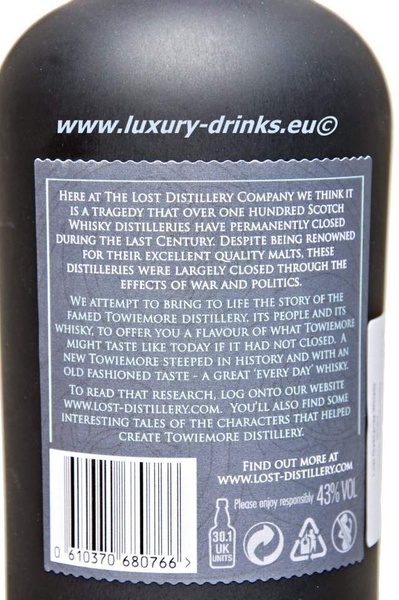 www.luxury-drinks.eu©
HERE AT THE LOST DISTILLERY COMPANY WE THINK IT
IS A TRAGEDY THAT OVER ONE HUNDRED SCOTCH
WHISKY DISTILLERIES HAVE PERMANENTLY CLOSED
DURING THE LAST CENTURY. DESPITE BEING RENOWNED
FOR THEIR EXCELLENT QUALITY MALTS, THESE
DISTILLERIES WERE LARGELY CLOSED THROUGH THE
EFFECTS OF WAR AND POLITICS.
WE ATTEMPT TO BRING TO LIFE THE STORY OF THE
FAMED TOWIEMORE DISTILLERY, ITS PEOPLE AND ITS
WHISKY, TO OFFER YOU A FLAVOUR OF WHAT TOWIEMORE
MIGHT TASTE LIKE TODAY IF IT HAD NOT CLOSED. A
NEW TOWIEMORE STEEPED IN HISTORY AND WITH AN
OLD FASHIONED TASTE - A GREAT 'EVERY DAY' WHISKY.
TO READ THAT RESEARCH, LOG ONTO OUR WEBSITE
WWW.LOST-DISTILLERY.COM. YOU'LL ALSO FIND SOME
INTERESTING TALES OF THE CHARACTERS THAT HELPED
CREATE TOWIEMORE DISTILLERY.
FIND OUT MORE AT
WWW.LOST-DISTILLERY.COM
Please enjoy responsibly 43% VOL
30.1
UK
UNITS
0 610370 680766 >